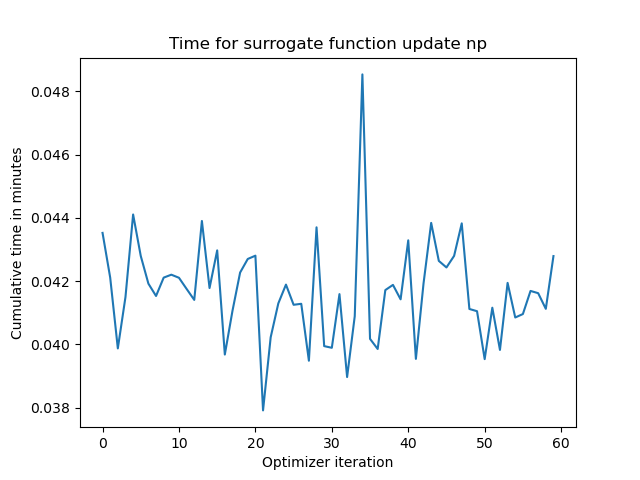 Time for surrogate function update np
Cumulative time in minutes
0.048
0.046
0.044
0.042
0.040
0.038
0 10 20 30 40 50 60
Optimizer iteration